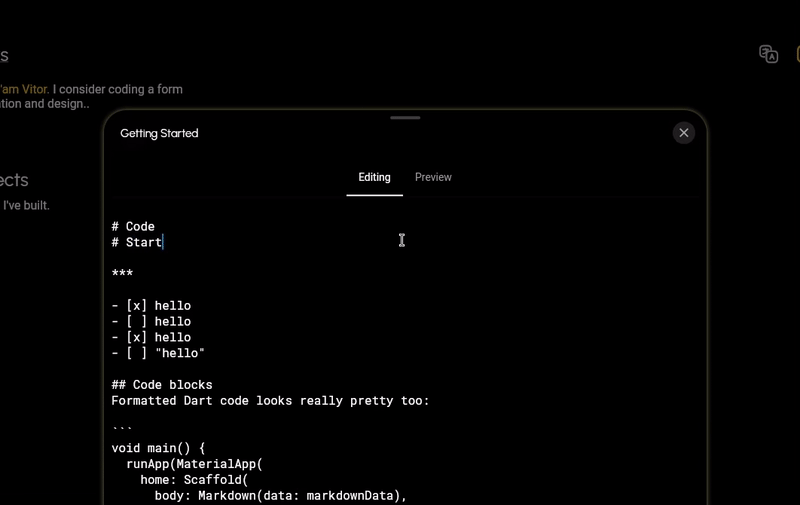 s
'am Vitor. I consider coding a form
ation and design..
ects
I've built.
Getting Started
Editing Preview
# Code
# Start
***
- [x] hello
- [ ] hello
- [x] hello
- [ ] "hello"
## Code blocks
Formatted Dart code looks really pretty too:
```
void main() {
  runApp(MaterialApp(
    home: Scaffold(
      body: Markdown(data: markdownData),